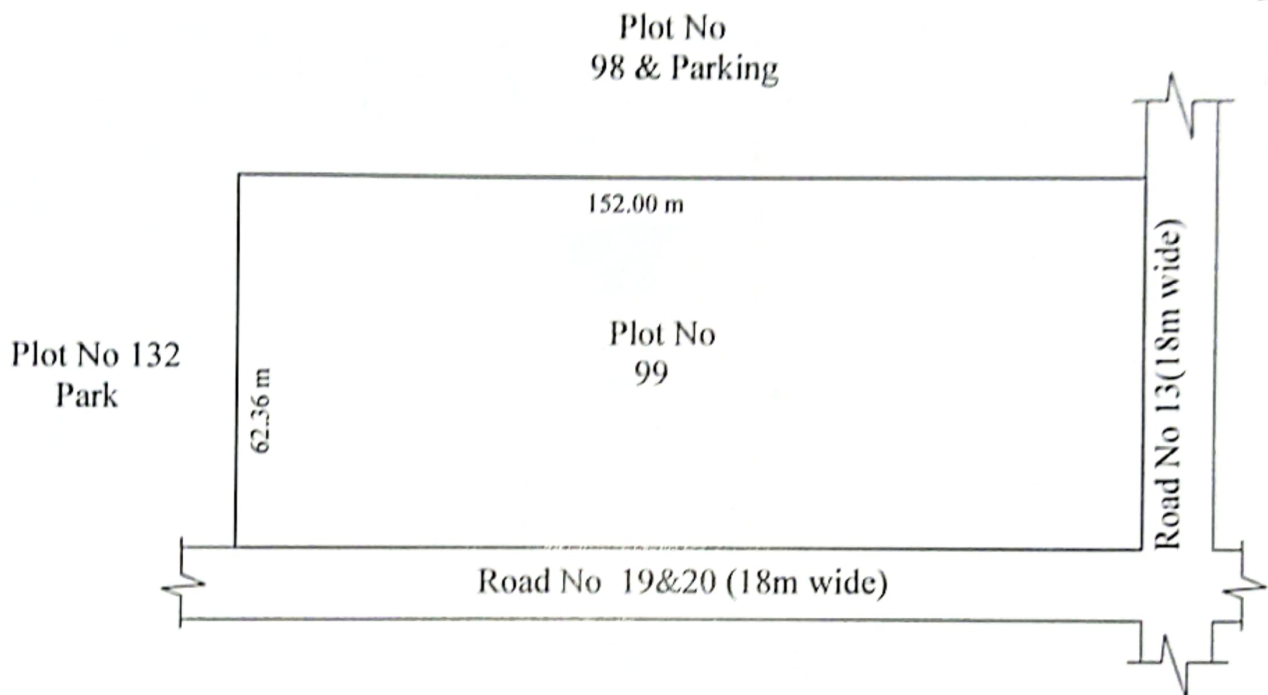 Plot No
98 & Parking
152.00 m
Plot No
99
Plot No 132
Park
62.36 m
Road No 13(18m wide)
Road No 19&20 (18m wide)